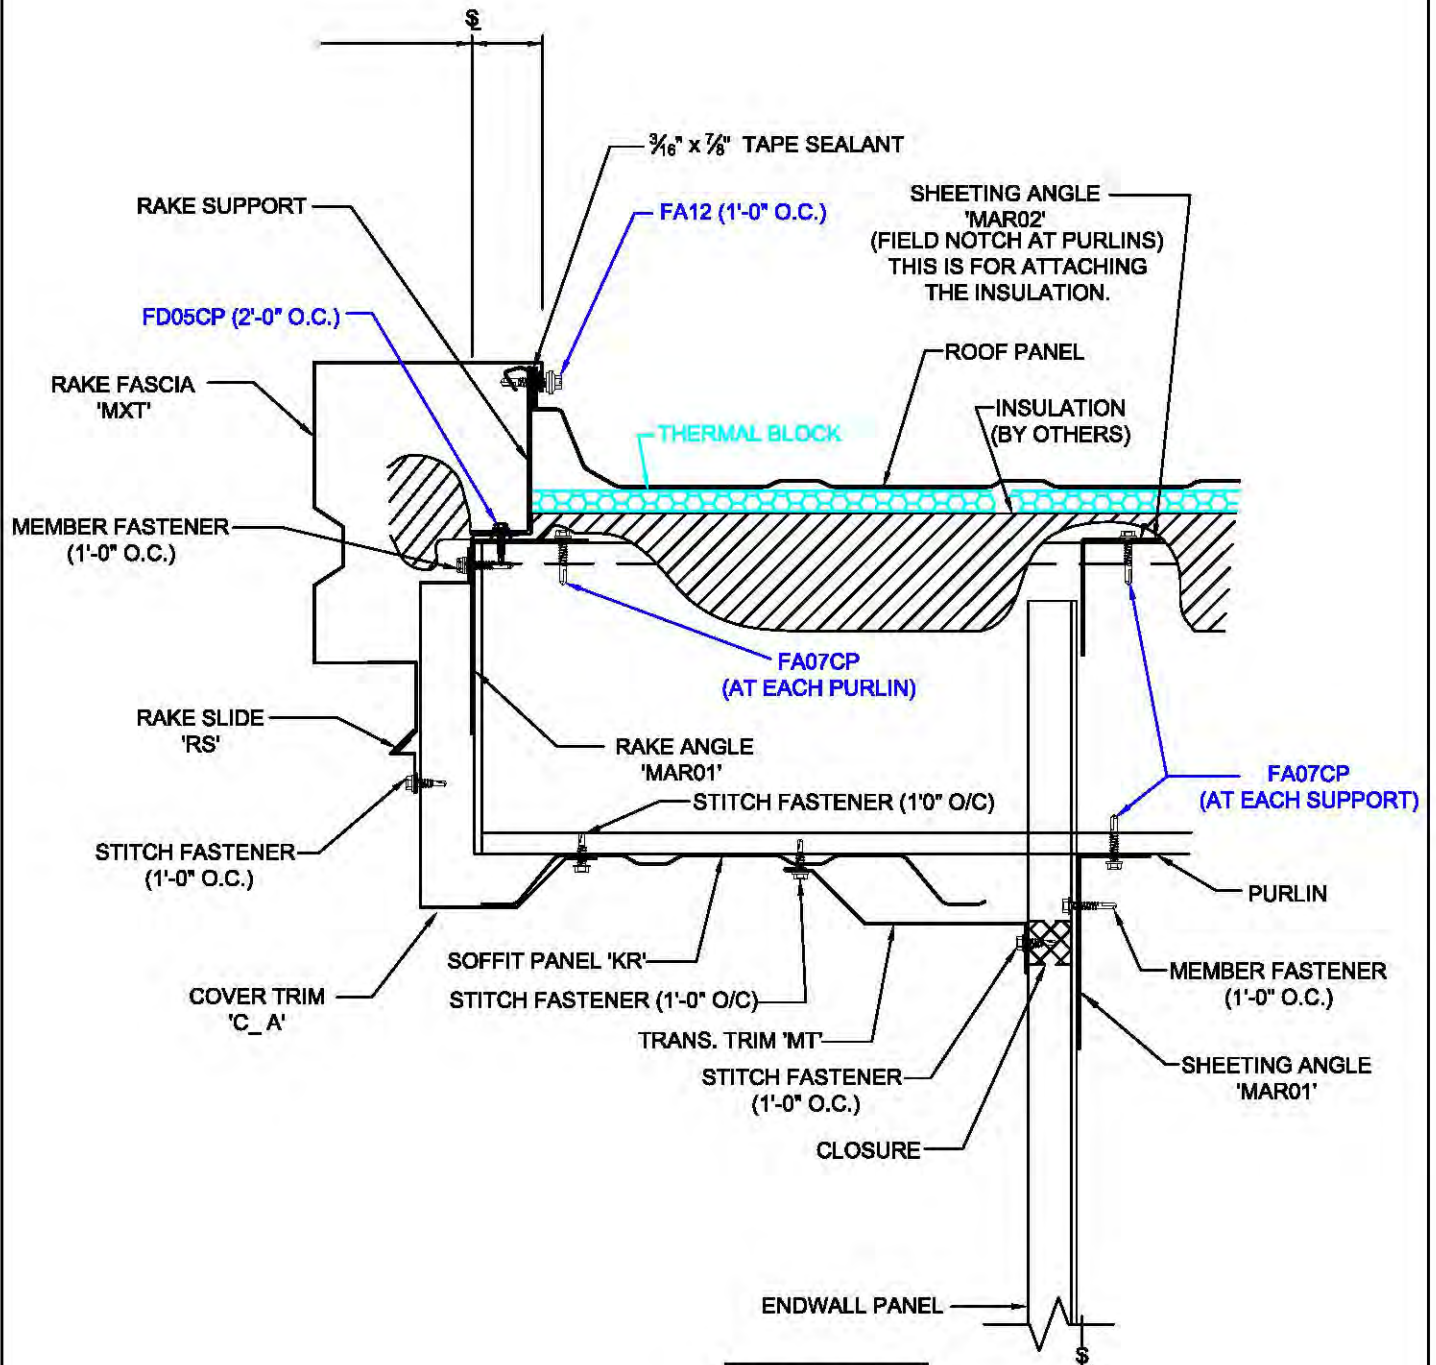 ³⁄₁₆" x ⅞" TAPE SEALANT
RAKE SUPPORT
FA12 (1'-0" O.C.)
SHEETING ANGLE
'MAR02'
(FIELD NOTCH AT PURLINS)
THIS IS FOR ATTACHING
THE INSULATION.
FD05CP (2'-0" O.C.)
ROOF PANEL
RAKE FASCIA
'MXT'
INSULATION
(BY OTHERS)
THERMAL BLOCK
MEMBER FASTENER
(1'-0" O.C.)
FA07CP
(AT EACH PURLIN)
RAKE SLIDE
'RS'
RAKE ANGLE
'MAR01'
FA07CP
(AT EACH SUPPORT)
STITCH FASTENER (1'0" O/C)
STITCH FASTENER
(1'-0" O.C.)
PURLIN
SOFFIT PANEL 'KR'
MEMBER FASTENER
(1'-0" O.C.)
COVER TRIM
'C_ A'
STITCH FASTENER (1'-0" O/C)
TRANS. TRIM 'MT'
STITCH FASTENER
(1'-0" O.C.)
SHEETING ANGLE
'MAR01'
CLOSURE
ENDWALL PANEL